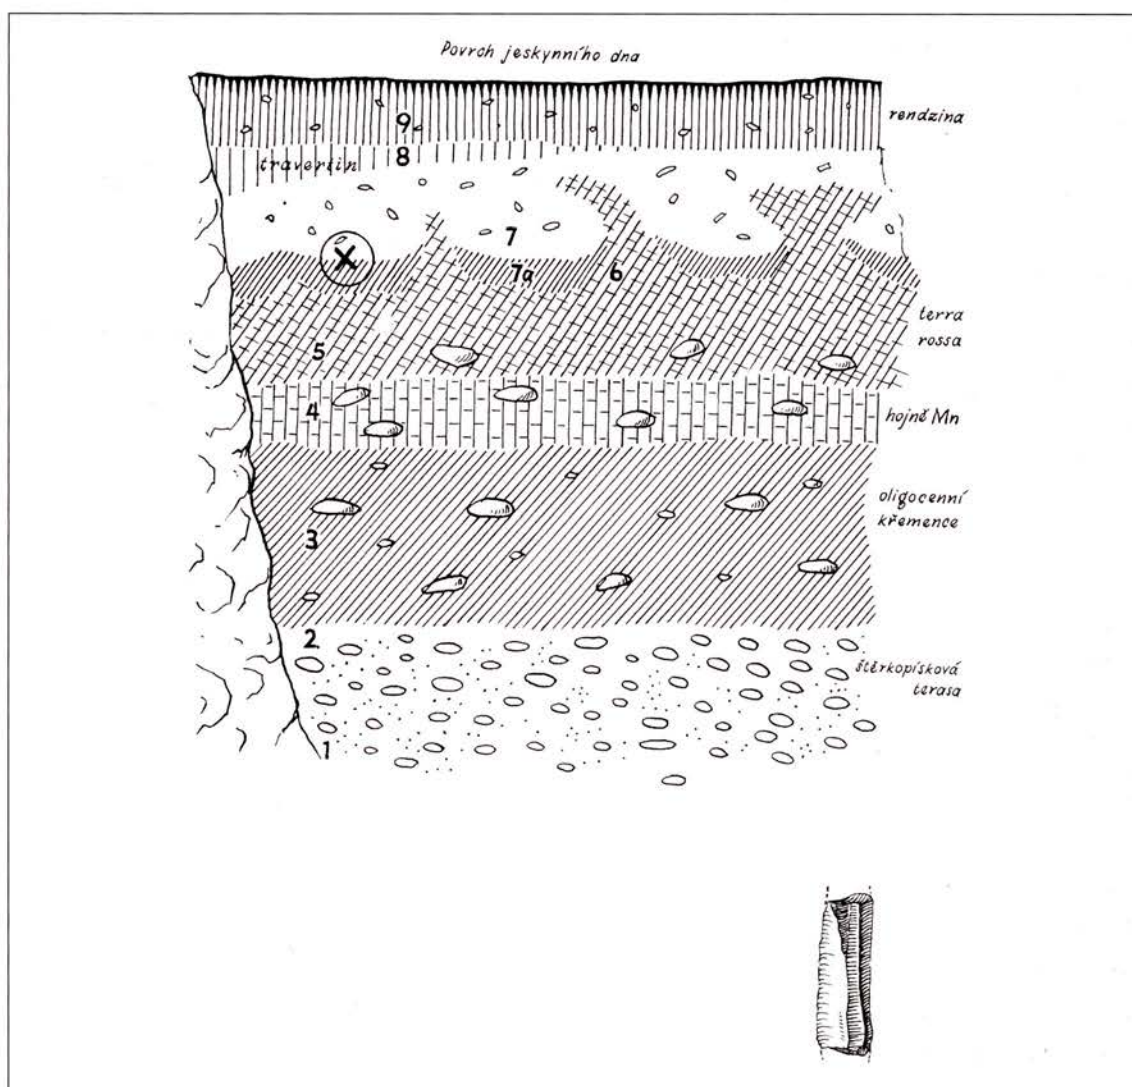 Povrch jeskynního dna
rendzina
9
8
travertin
7
7a
6
terra
rossa
5
4
hojně Mn
oligocenní
křemence
3
2
štěrkopísková
terasa
1
X